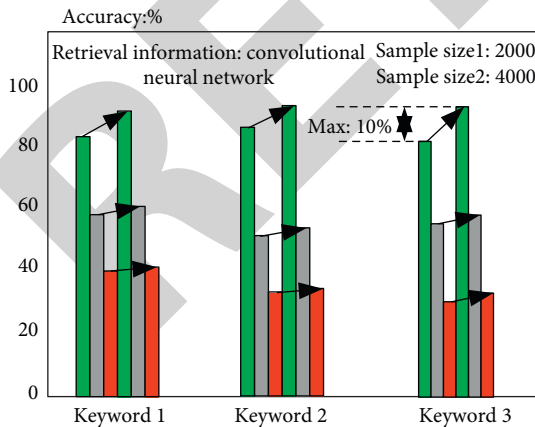 Accuracy:%
Retrieval information: convolutional
neural network
Sample size1: 2000
Sample size2: 4000
Max: 10%
100
80
60
40
20
0
Keyword 1
Keyword 2
Keyword 3